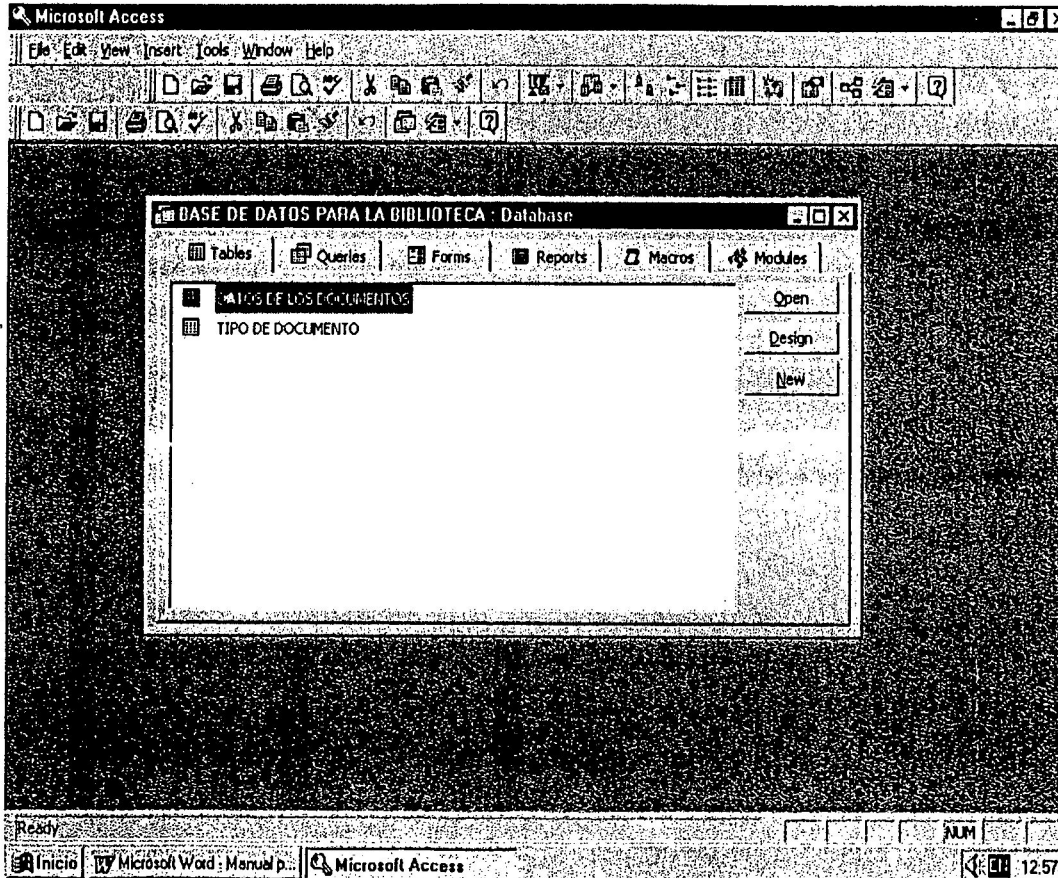 Microsoft Access
File Edit View Insert Tools Window Help
BASE DE DATOS PARA LA BIBLIOTECA : Database
Tables Queries Forms Reports Macros Modules
DATOS DE LOS DOCUMENTOS Open
TIPO DE DOCUMENTO Design
New
Ready NUM
Inicio Microsoft Word - Manual p... Microsoft Access 12:57